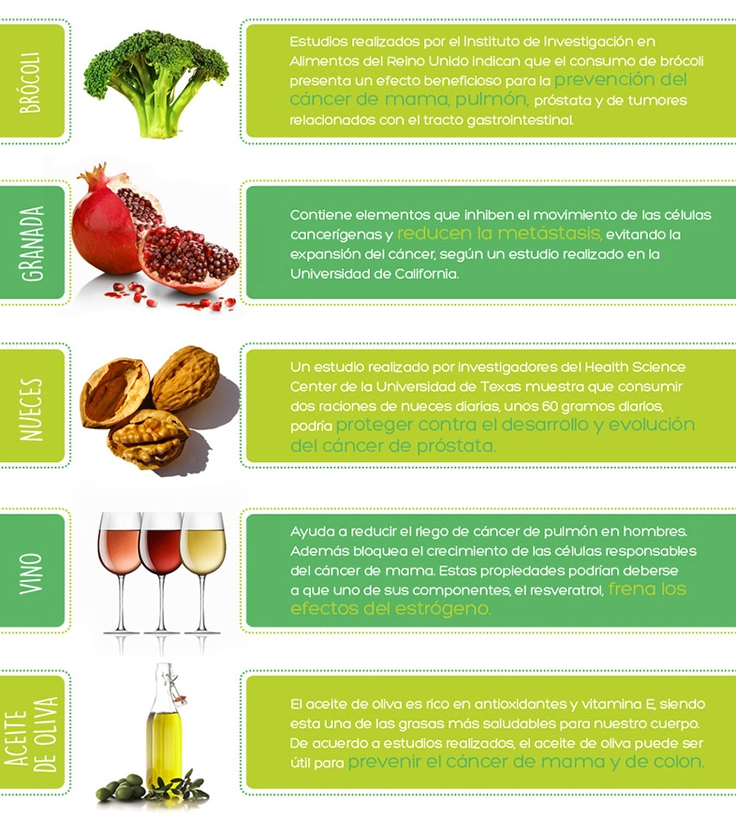 BRÓCOLI
Estudios realizados por el Instituto de Investigación en
Alimentos del Reino Unido indican que el consumo de brócoli
presenta un efecto beneficioso para la prevención del
cáncer de mama, pulmón, próstata y de tumores
relacionados con el tracto gastrointestinal.
GRANADA
Contiene elementos que inhiben el movimiento de las células
cancerígenas y reducen la metástasis, evitando la
expansión del cáncer, según un estudio realizado en la
Universidad de California.
NUECES
Un estudio realizado por investigadores del Health Science
Center de la Universidad de Texas muestra que consumir
dos raciones de nueces diarias, unos 60 gramos diarios,
podría proteger contra el desarrollo y evolución
del cáncer de próstata.
VINO
Ayuda a reducir el riego de cáncer de pulmón en hombres.
Además bloquea el crecimiento de las células responsables
del cáncer de mama. Estas propiedades podrían deberse
a que uno de sus componentes, el resveratrol, frena los
efectos del estrógeno.
ACEITE
DE OLIVA
El aceite de oliva es rico en antioxidantes y vitamina E, siendo
esta una de las grasas más saludables para nuestro cuerpo.
De acuerdo a estudios realizados, el aceite de oliva puede ser
útil para prevenir el cáncer de mama y de colon.